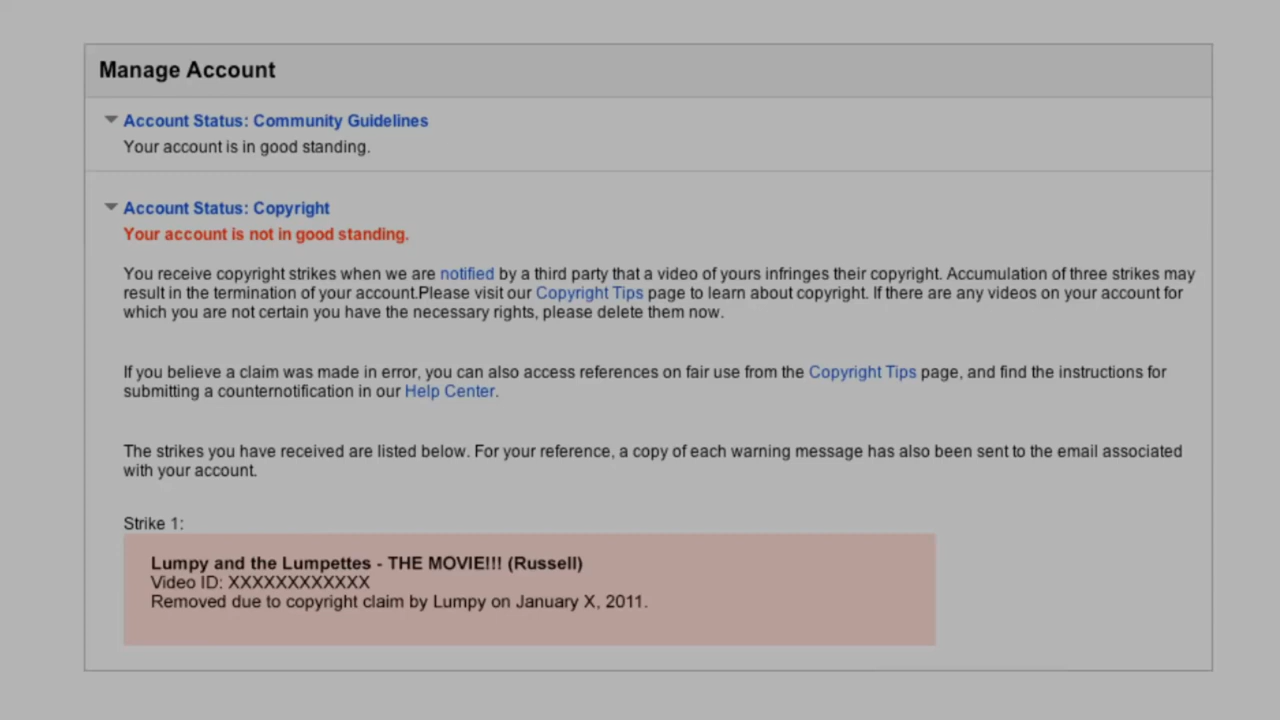 Manage Account
Account Status: Community Guidelines
Your account is in good standing.
Account Status: Copyright
Your account is not in good standing.
You receive copyright strikes when we are notified by a third party that a video of yours infringes their copyright. Accumulation of three strikes may
result in the termination of your account.Please visit our Copyright Tips page to learn about copyright. If there are any videos on your account for
which you are not certain you have the necessary rights, please delete them now.
If you believe a claim was made in error, you can also access references on fair use from the Copyright Tips page, and find the instructions for
submitting a counternotification in our Help Center.
The strikes you have received are listed below. For your reference, a copy of each warning message has also been sent to the email associated
with your account.
Strike 1:
Lumpy and the Lumpettes - THE MOVIE!!! (Russell)
Video ID: XXXXXXXXXXXX
Removed due to copyright claim by Lumpy on January X, 2011.